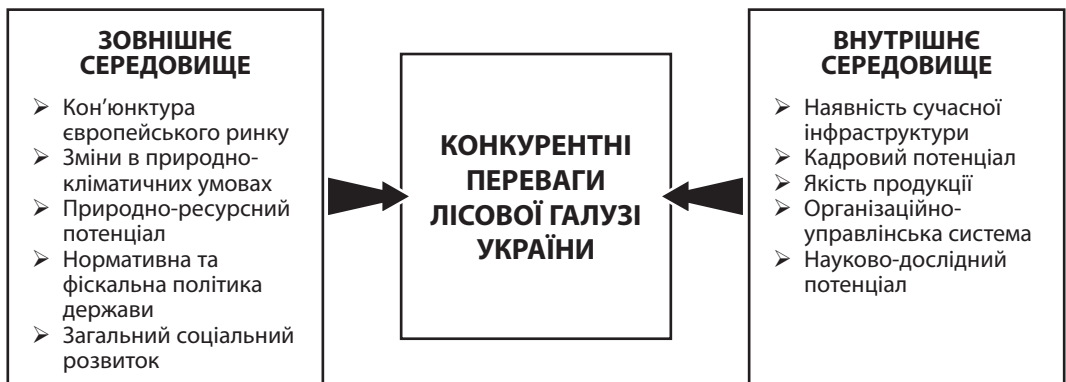 ЗОВНІШНЄ
СЕРЕДОВИЩЕ
➢ Кон'юнктура
європейського ринку
➢ Зміни в природно-
кліматичних умовах
➢ Природно-ресурсний
потенціал
➢ Нормативна та
фіскальна політика
держави
➢ Загальний соціальний
розвиток
КОНКУРЕНТНІ
ПЕРЕВАГИ
ЛІСОВОЇ ГАЛУЗІ
УКРАЇНИ
ВНУТРІШНЄ
СЕРЕДОВИЩЕ
➢ Наявність сучасної
інфраструктури
➢ Кадровий потенціал
➢ Якість продукції
➢ Організаційно-
управлінська система
➢ Науково-дослідний
потенціал